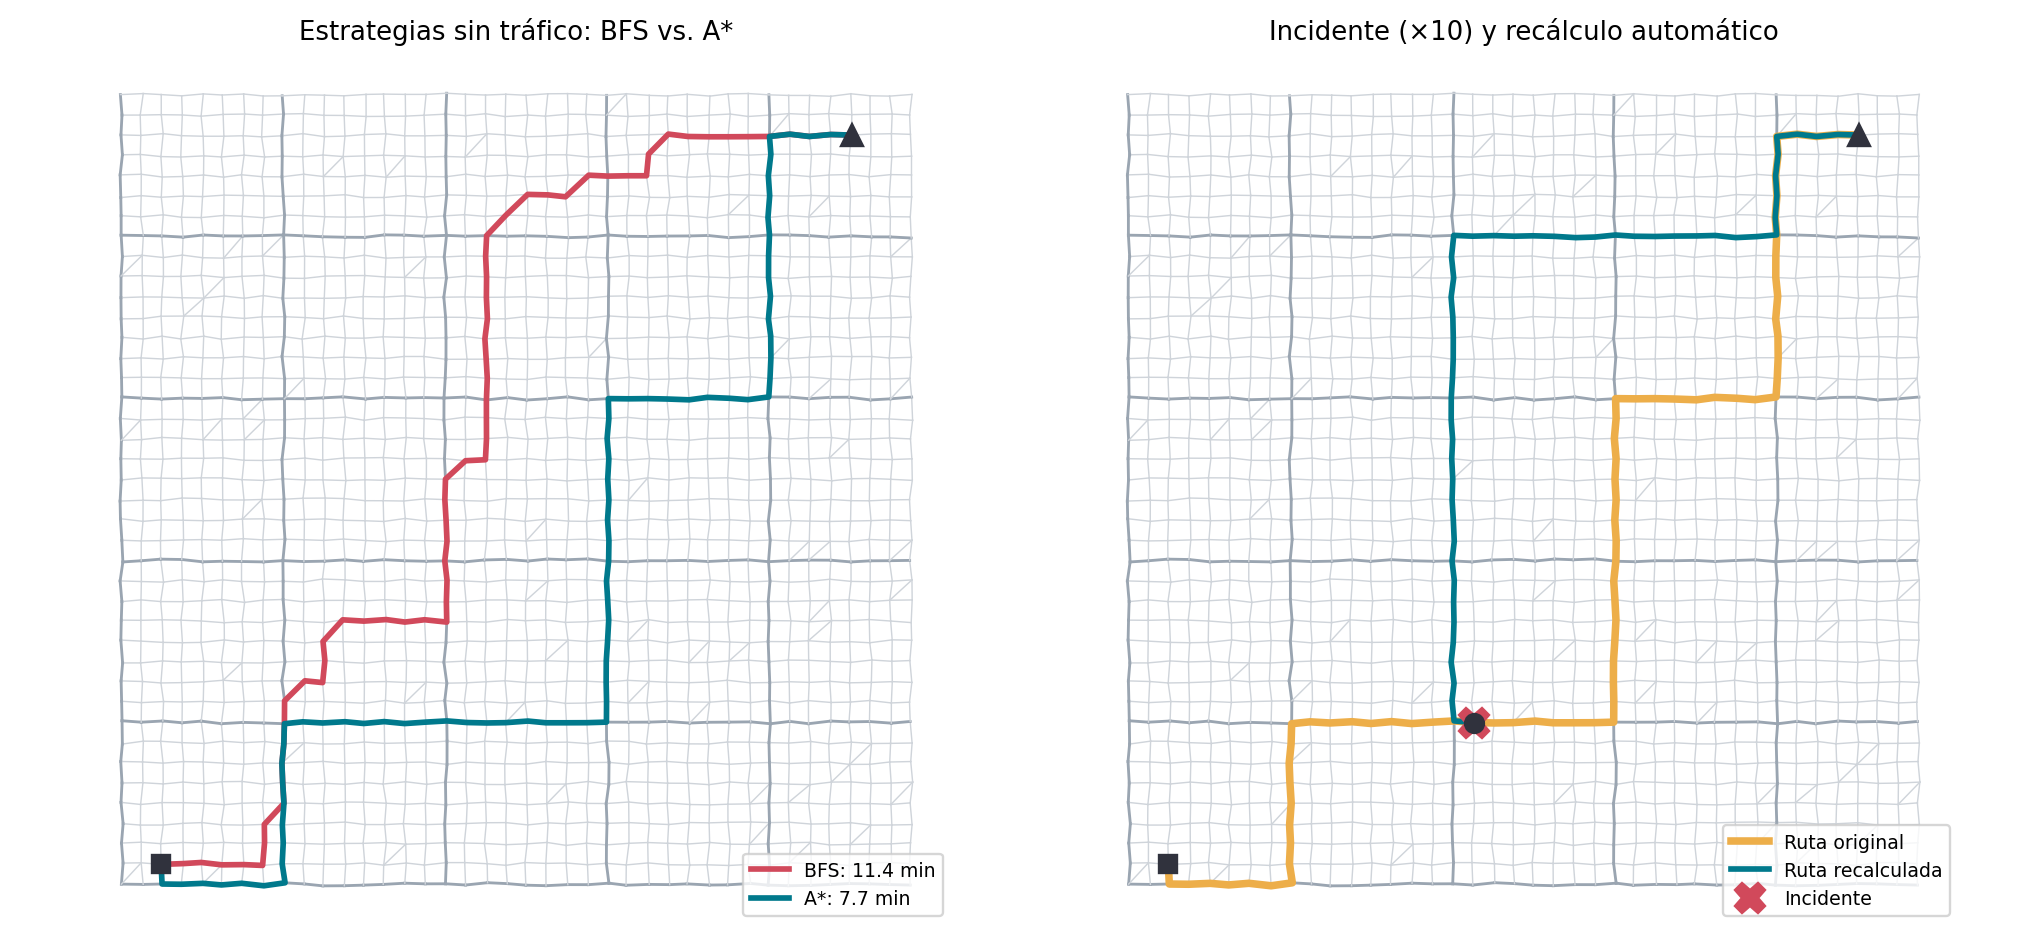 Estrategias sin tráfico: BFS vs. A*
BFS: 11.4 min
A*: 7.7 min
Incidente (×10) y recálculo automático
Ruta original
Ruta recalculada
Incidente